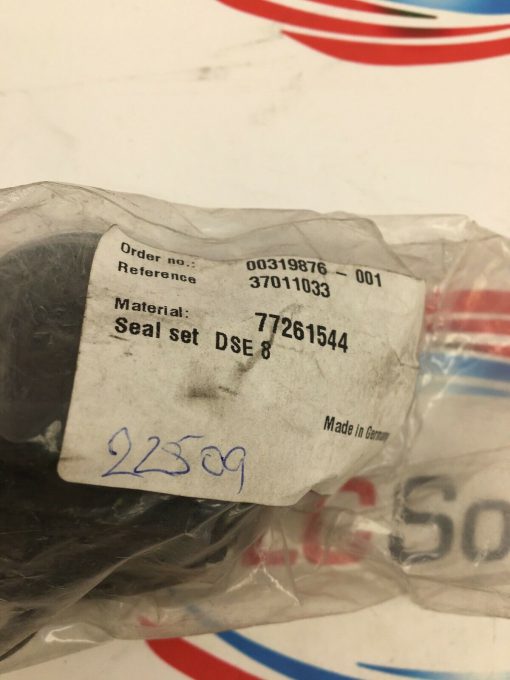 Order no.: 00319876 - 001
Reference 37011033
Material: 77261544
Seal set DSE 8
Made in Germany
22509